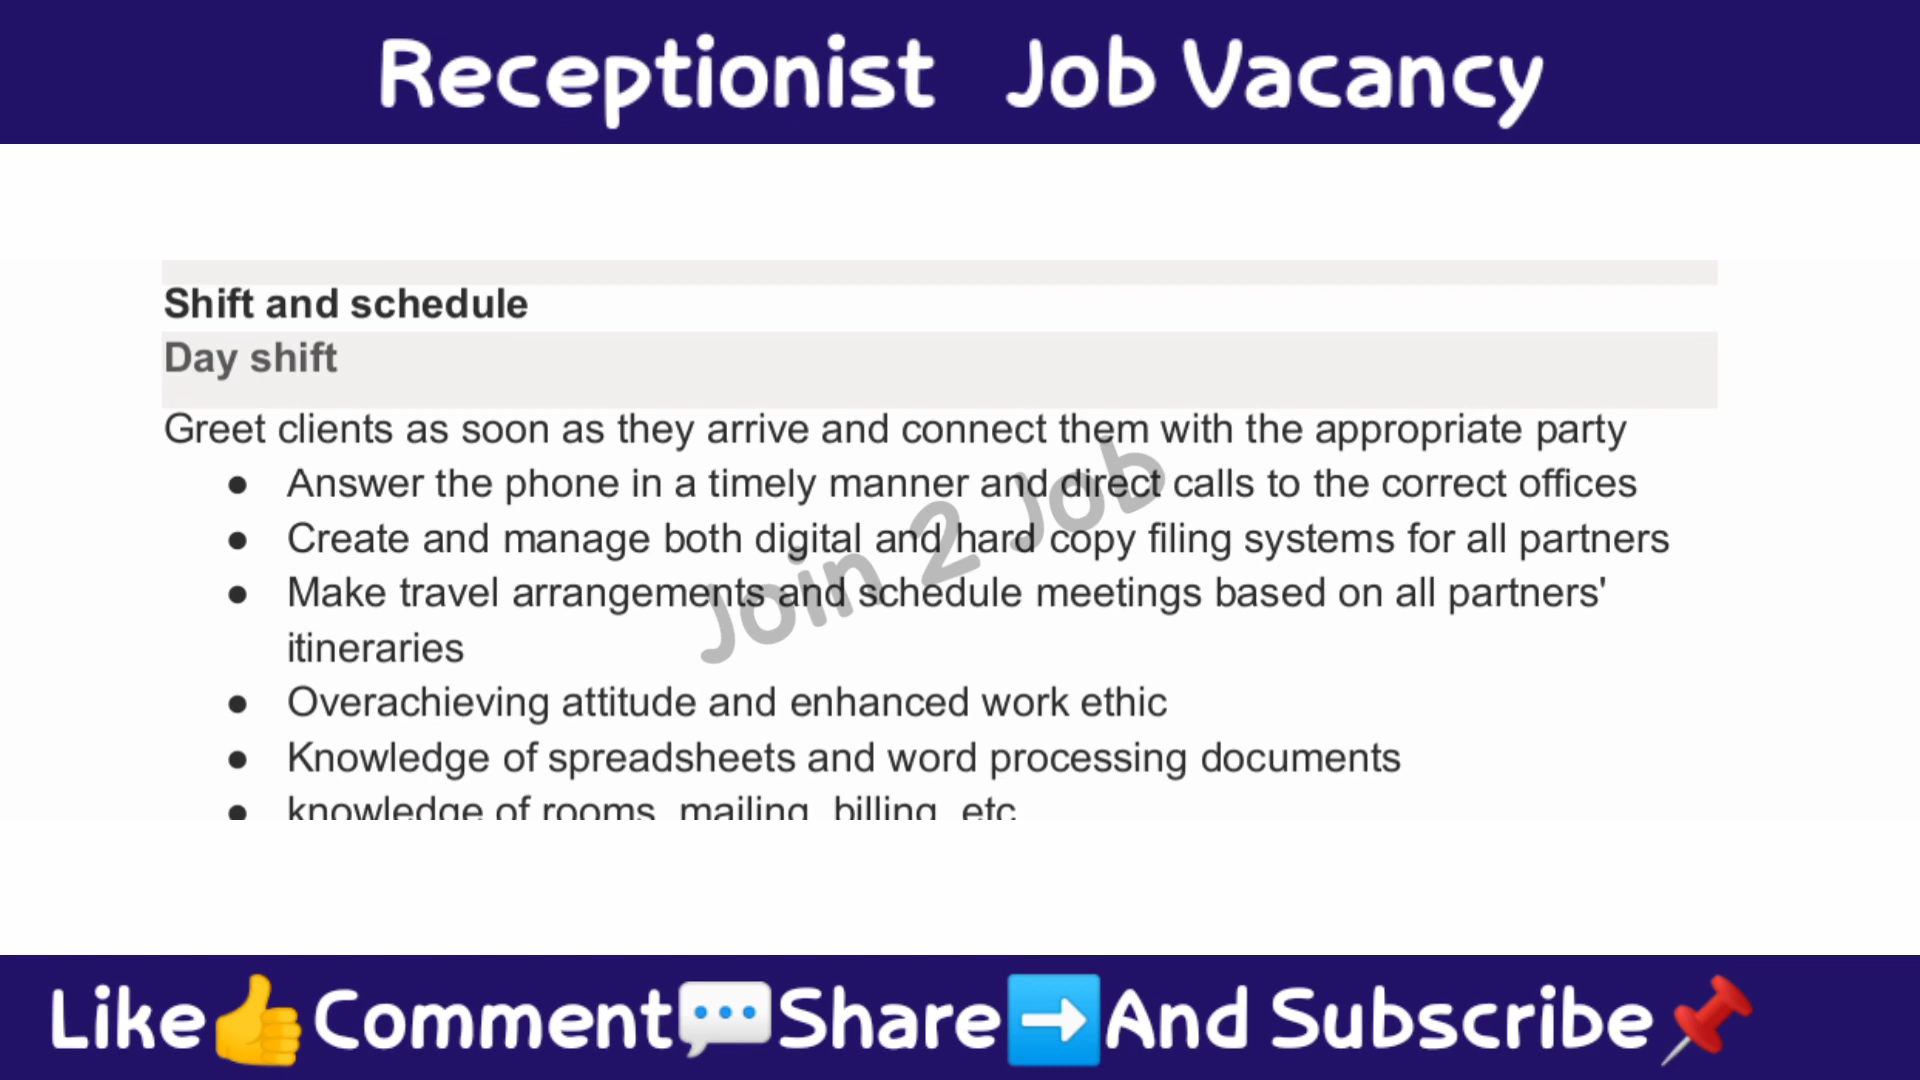 Receptionist Job Vacancy
Shift and schedule
Day shift
Greet clients as soon as they arrive and connect them with the appropriate party
● Answer the phone in a timely manner and direct calls to the correct offices
● Create and manage both digital and hard copy filing systems for all partners
● Make travel arrangements and schedule meetings based on all partners'
itineraries
● Overachieving attitude and enhanced work ethic
● Knowledge of spreadsheets and word processing documents
● knowledge of rooms, mailing, billing, etc.
Join 2 Job
Like👍Comment💬Share➡️And Subscribe📌